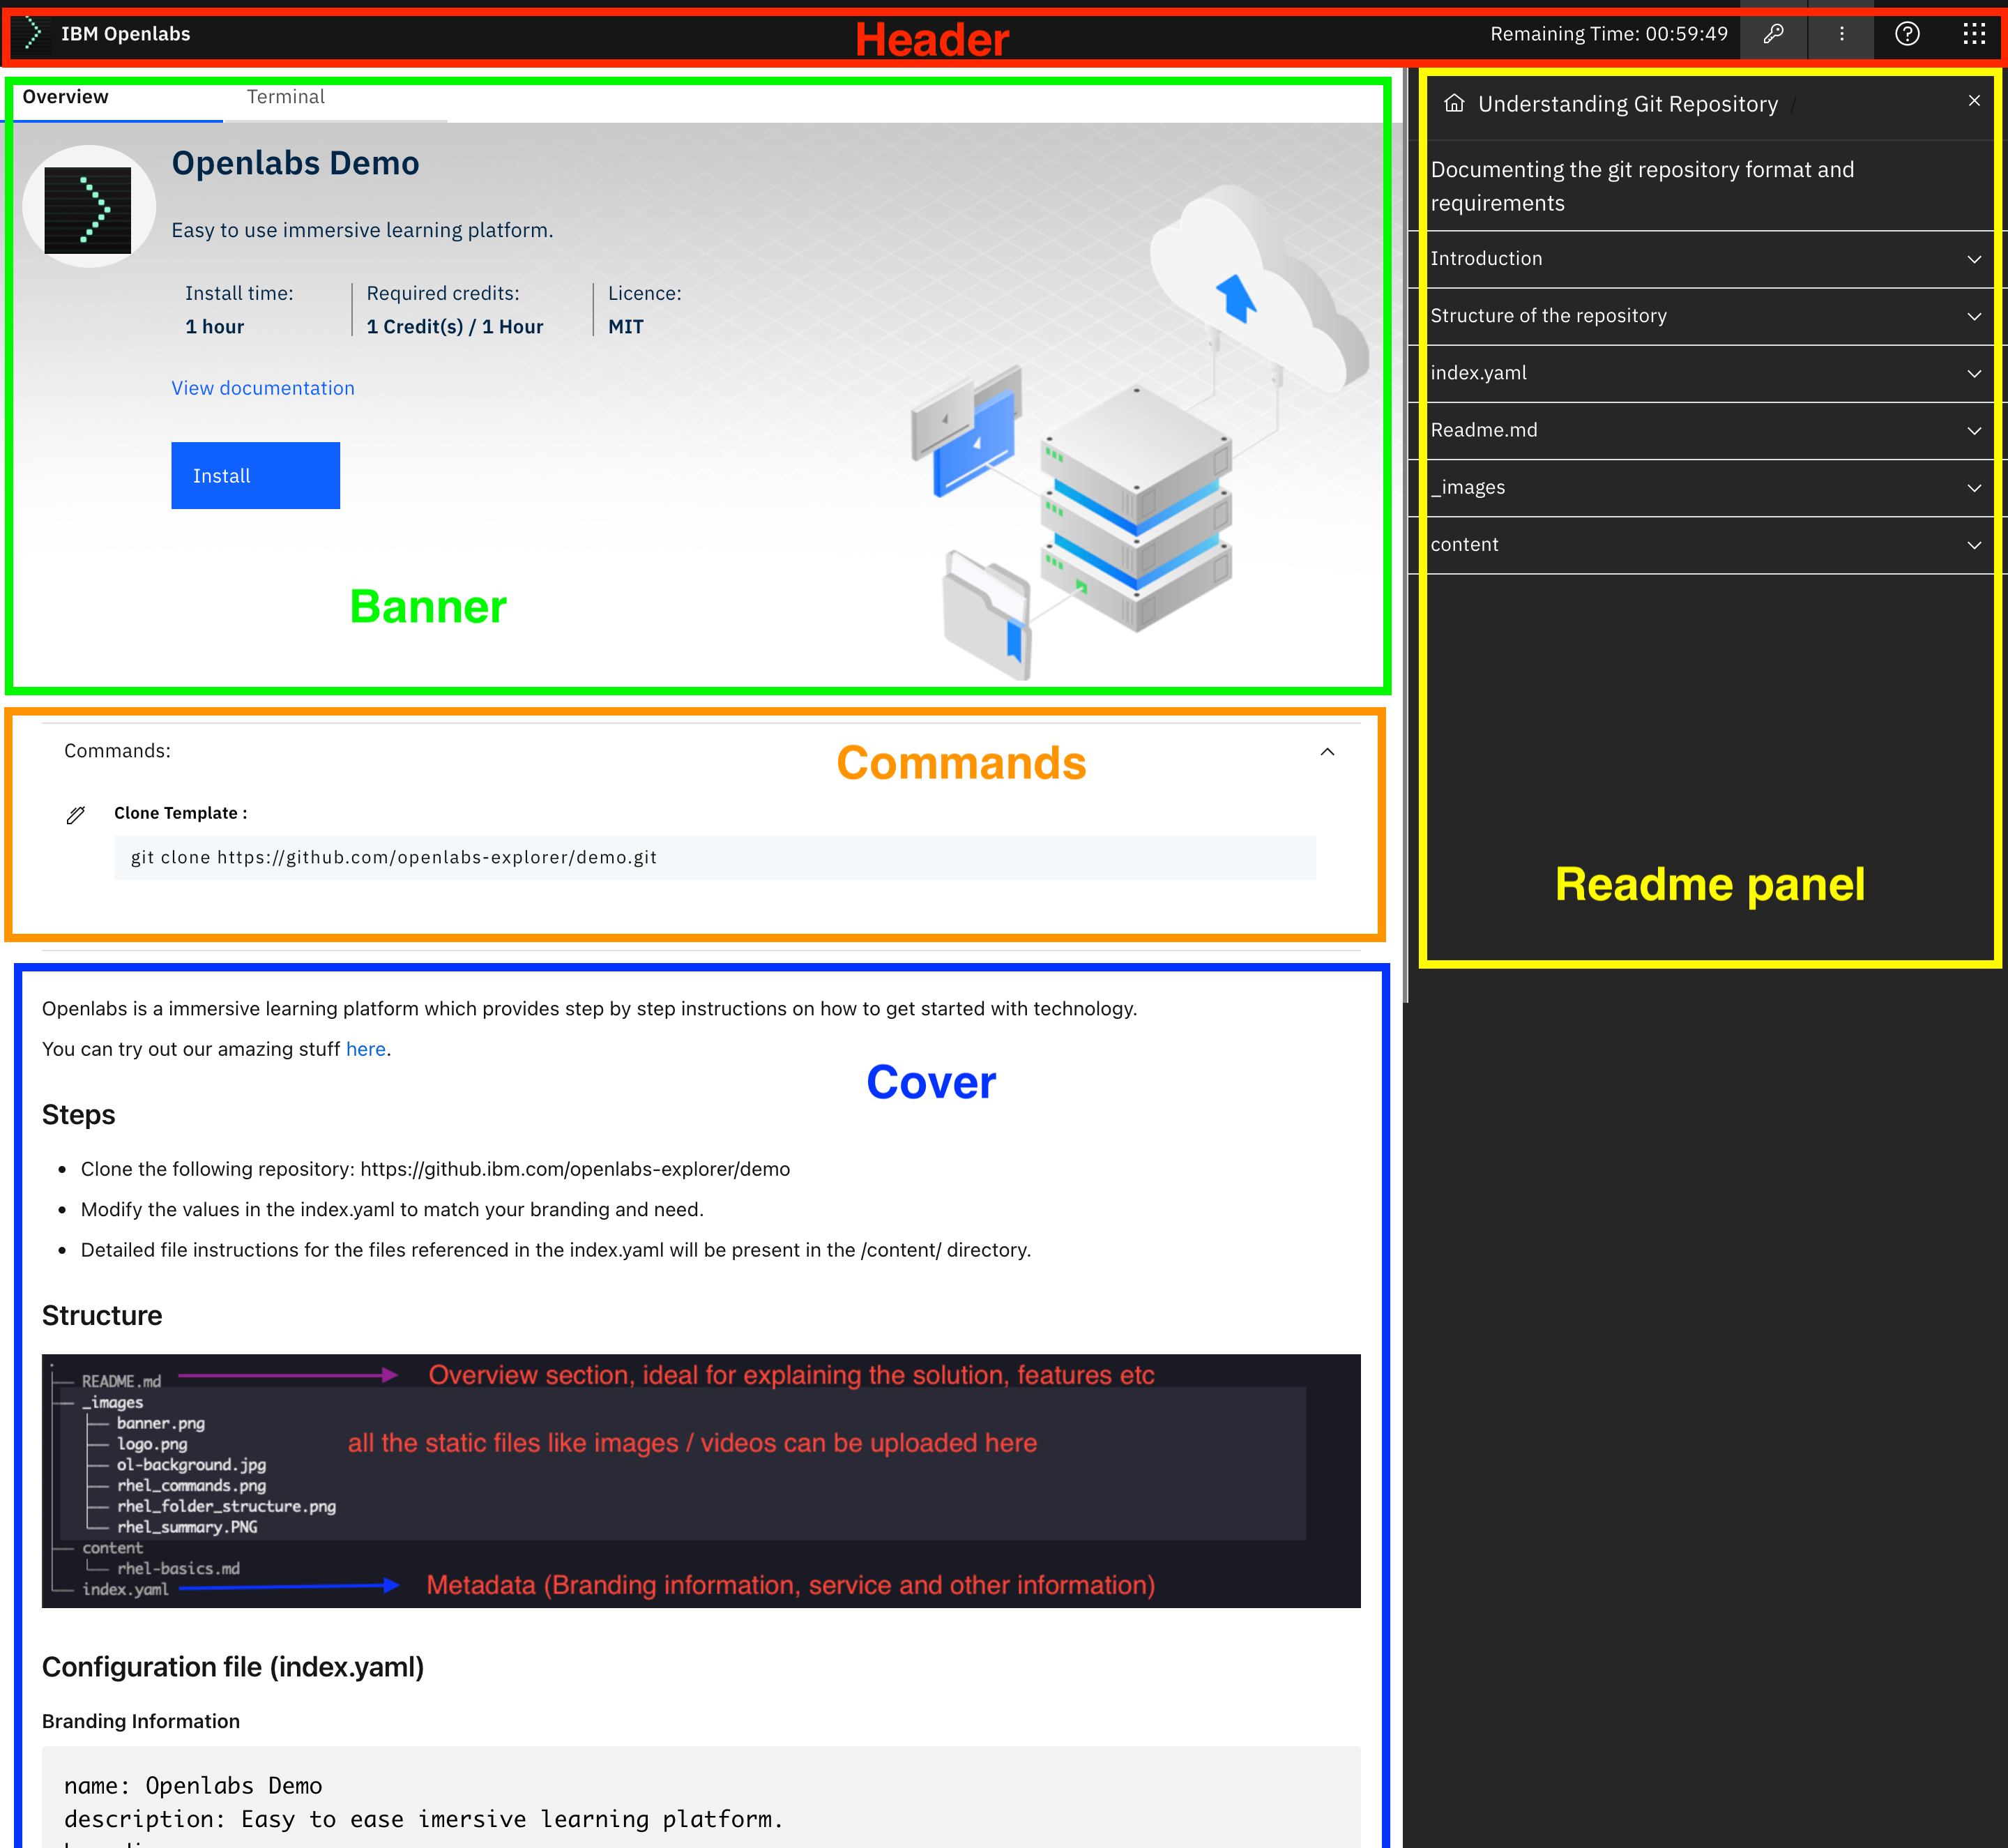 IBM Openlabs
Header
Remaining Time: 00:59:49
Overview
Terminal
Openlabs Demo
Easy to use immersive learning platform.
Install time:
1 hour
Required credits:
1 Credit(s) / 1 Hour
Licence:
MIT
View documentation
Install
Banner
Commands:
Commands
Clone Template :
git clone https://github.com/openlabs-explorer/demo.git
Openlabs is a immersive learning platform which provides step by step instructions on how to get started with technology.
You can try out our amazing stuff here.
Cover
Steps
• Clone the following repository: https://github.ibm.com/openlabs-explorer/demo
• Modify the values in the index.yaml to match your branding and need.
• Detailed file instructions for the files referenced in the index.yaml will be present in the /content/ directory.
Structure
.
README.md
Overview section, ideal for explaining the solution, features etc
_images
banner.png
logo.png
all the static files like images / videos can be uploaded here
ol-background.jpg
rhel_commands.png
rhel_folder_structure.png
rhel_summary.PNG
content
rhel-basics.md
index.yaml
Metadata (Branding information, service and other information)
Configuration file (index.yaml)
Branding Information
name: Openlabs Demo
description: Easy to ease imersive learning platform.
Understanding Git Repository /
Documenting the git repository format and
requirements
Introduction
Structure of the repository
index.yaml
Readme.md
_images
content
Readme panel